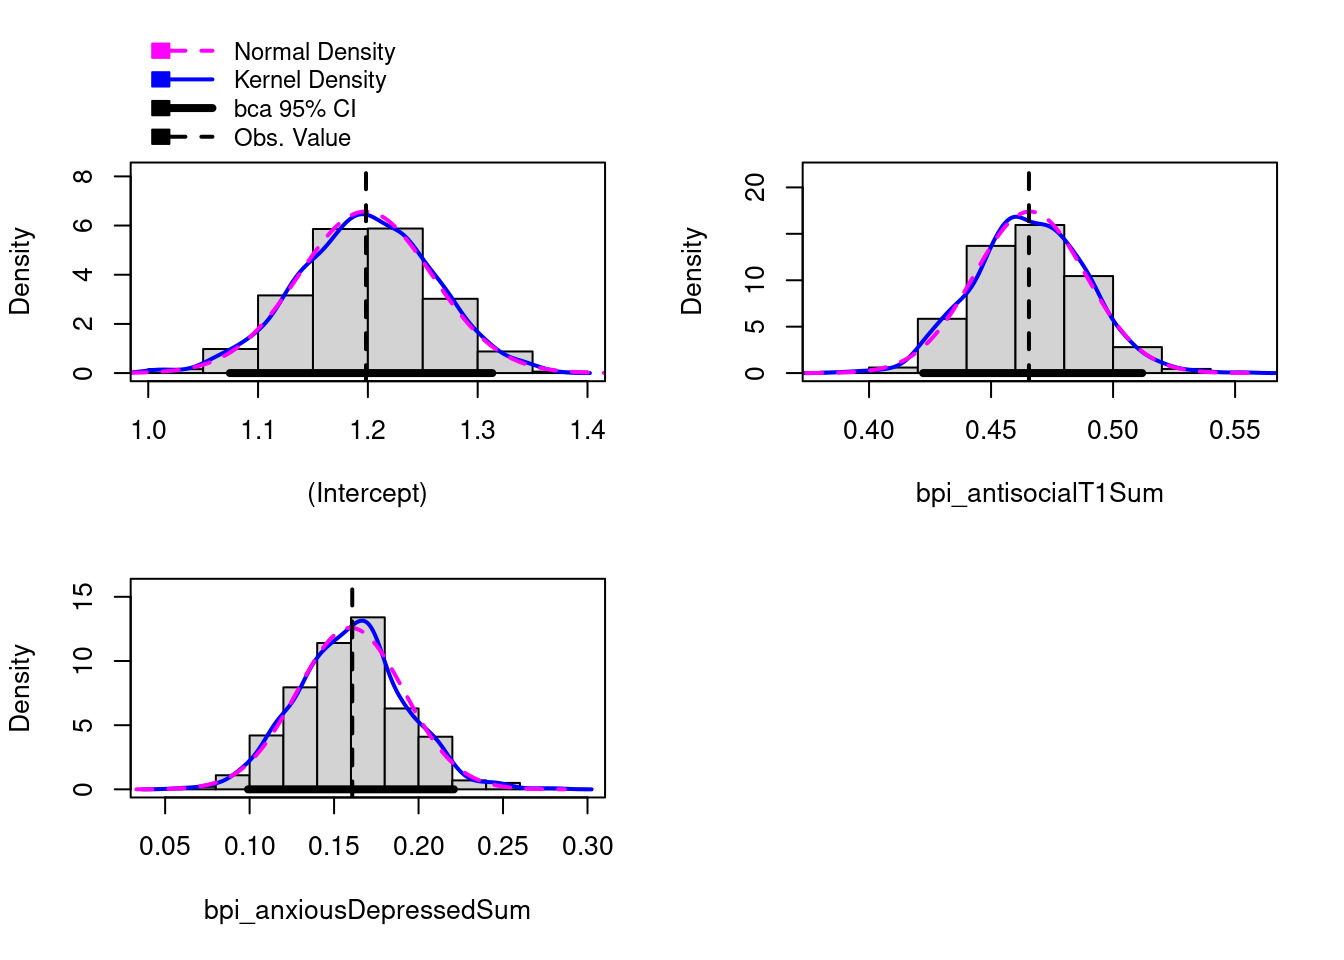 Normal Density
Kernel Density
bca 95% CI
Obs. Value
Density
0 2 4 6 8
1.0 1.1 1.2 1.3 1.4
(Intercept)
Density
0 5 10 20
0.40 0.45 0.50 0.55
bpi_antisocialT1Sum
Density
0 5 10 15
0.05 0.10 0.15 0.20 0.25 0.30
bpi_anxiousDepressedSum